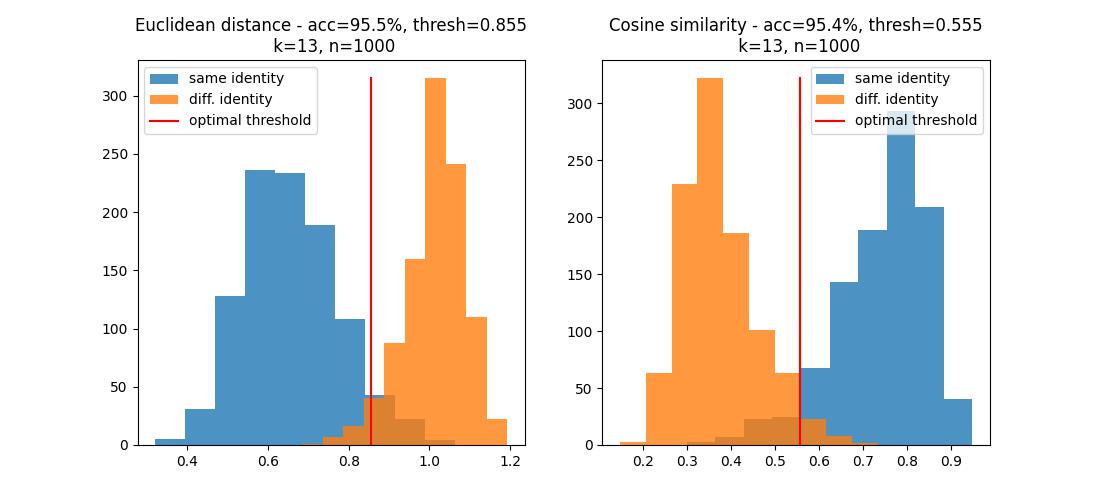 Euclidean distance - acc=95.5%, thresh=0.855
k=13, n=1000
same identity
diff. identity
optimal threshold
300
250
200
150
100
50
0
0.4 0.6 0.8 1.0 1.2
Cosine similarity - acc=95.4%, thresh=0.555
k=13, n=1000
same identity
diff. identity
optimal threshold
300
250
200
150
100
50
0
0.2 0.3 0.4 0.5 0.6 0.7 0.8 0.9